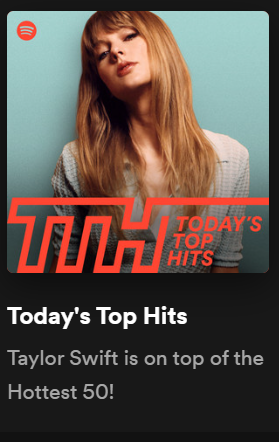 TTH
TODAY'S
TOP
HITS
Today's Top Hits
Taylor Swift is on top of the
Hottest 50!